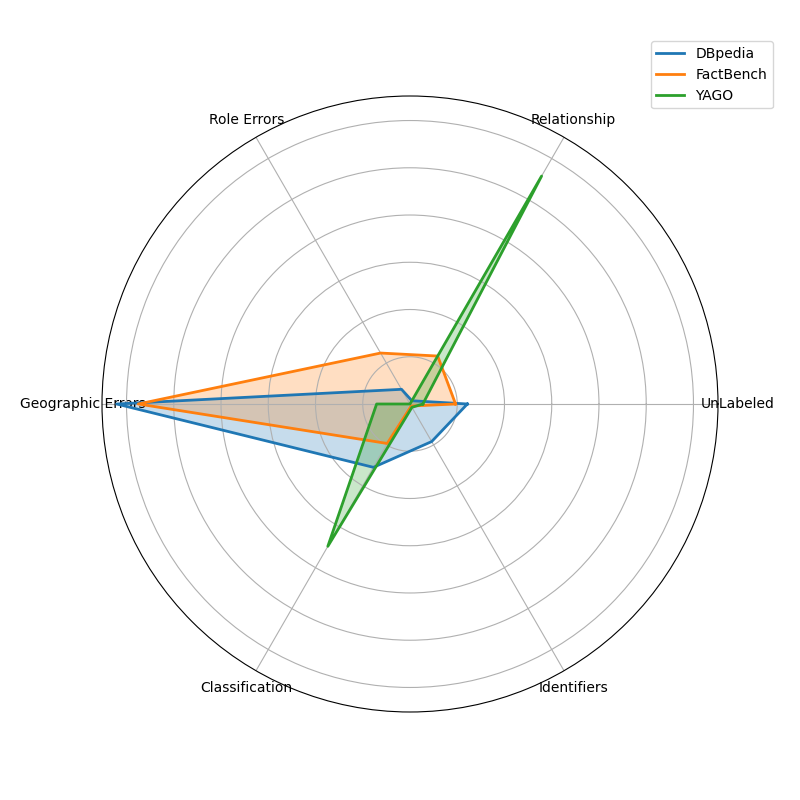 DBpedia
FactBench
YAGO
Role Errors
Relationship
Geographic Errors
UnLabeled
Classification
Identifiers